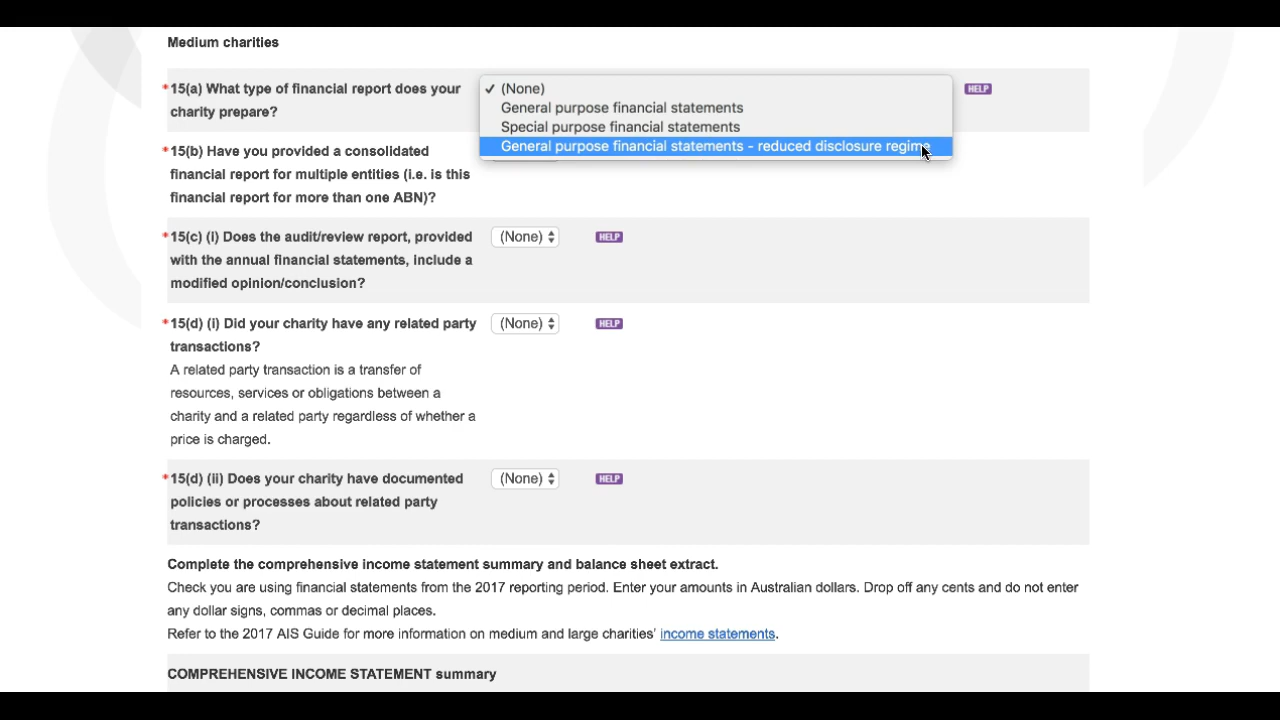 Medium charities
* 15(a) What type of financial report does your
charity prepare?
✓ (None)
General purpose financial statements
Special purpose financial statements
General purpose financial statements - reduced disclosure regime
HELP
* 15(b) Have you provided a consolidated
financial report for multiple entities (i.e. is this
financial report for more than one ABN)?
* 15(c) (i) Does the audit/review report, provided
with the annual financial statements, include a
modified opinion/conclusion?
(None)
HELP
* 15(d) (i) Did your charity have any related party
transactions?
(None)
HELP
A related party transaction is a transfer of
resources, services or obligations between a
charity and a related party regardless of whether a
price is charged.
* 15(d) (ii) Does your charity have documented
policies or processes about related party
transactions?
(None)
HELP
Complete the comprehensive income statement summary and balance sheet extract.
Check you are using financial statements from the 2017 reporting period. Enter your amounts in Australian dollars. Drop off any cents and do not enter
any dollar signs, commas or decimal places.
Refer to the 2017 AIS Guide for more information on medium and large charities' income statements.
COMPREHENSIVE INCOME STATEMENT summary